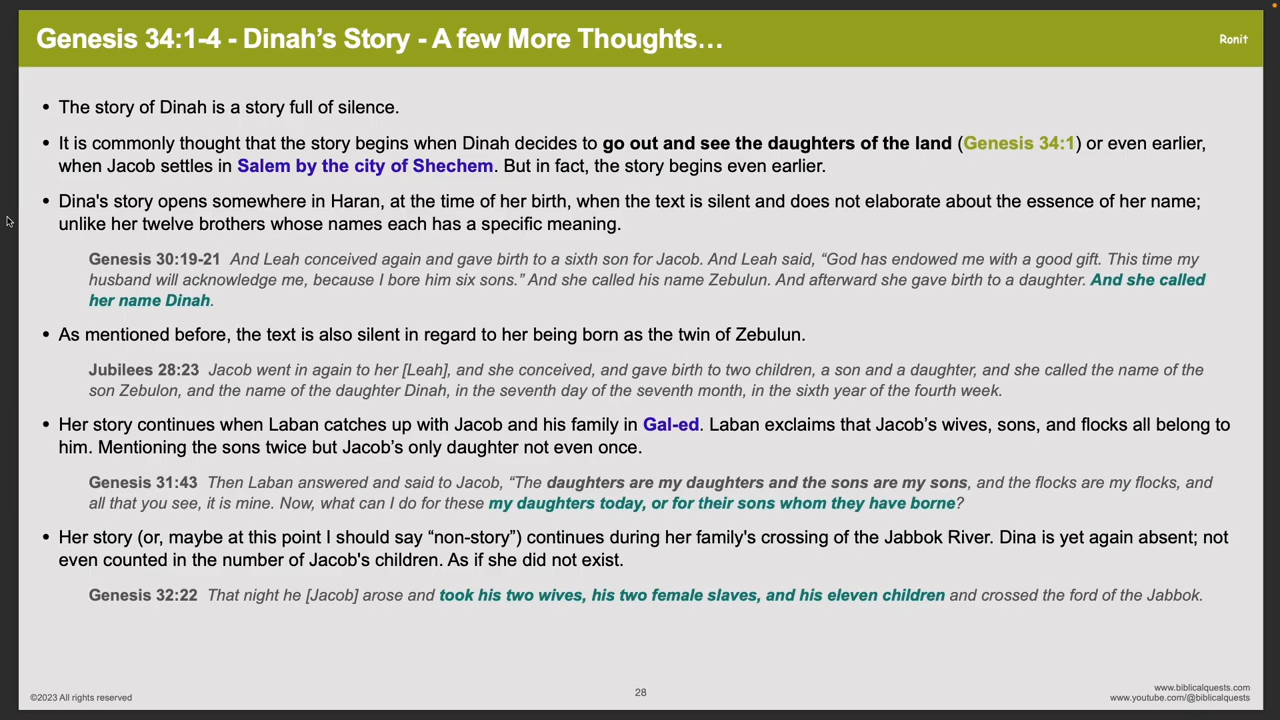 Genesis 34:1-4 - Dinah’s Story - A few More Thoughts…
Ronit
• The story of Dinah is a story full of silence.
• It is commonly thought that the story begins when Dinah decides to go out and see the daughters of the land (Genesis 34:1) or even earlier,
when Jacob settles in Salem by the city of Shechem. But in fact, the story begins even earlier.
• Dina's story opens somewhere in Haran, at the time of her birth, when the text is silent and does not elaborate about the essence of her name;
unlike her twelve brothers whose names each has a specific meaning.
Genesis 30:19-21 And Leah conceived again and gave birth to a sixth son for Jacob. And Leah said, “God has endowed me with a good gift. This time my
husband will acknowledge me, because I bore him six sons.” And she called his name Zebulun. And afterward she gave birth to a daughter. And she called
her name Dinah.
• As mentioned before, the text is also silent in regard to her being born as the twin of Zebulun.
Jubilees 28:23 Jacob went in again to her [Leah], and she conceived, and gave birth to two children, a son and a daughter, and she called the name of the
son Zebulon, and the name of the daughter Dinah, in the seventh day of the seventh month, in the sixth year of the fourth week.
• Her story continues when Laban catches up with Jacob and his family in Gal-ed. Laban exclaims that Jacob’s wives, sons, and flocks all belong to
him. Mentioning the sons twice but Jacob’s only daughter not even once.
Genesis 31:43 Then Laban answered and said to Jacob, “The daughters are my daughters and the sons are my sons, and the flocks are my flocks, and
all that you see, it is mine. Now, what can I do for these my daughters today, or for their sons whom they have borne?
• Her story (or, maybe at this point I should say “non-story”) continues during her family's crossing of the Jabbok River. Dina is yet again absent; not
even counted in the number of Jacob's children. As if she did not exist.
Genesis 32:22 That night he [Jacob] arose and took his two wives, his two female slaves, and his eleven children and crossed the ford of the Jabbok.
©2023 All rights reserved
28
www.biblicalquests.com
www.youtube.com/@biblicalquests